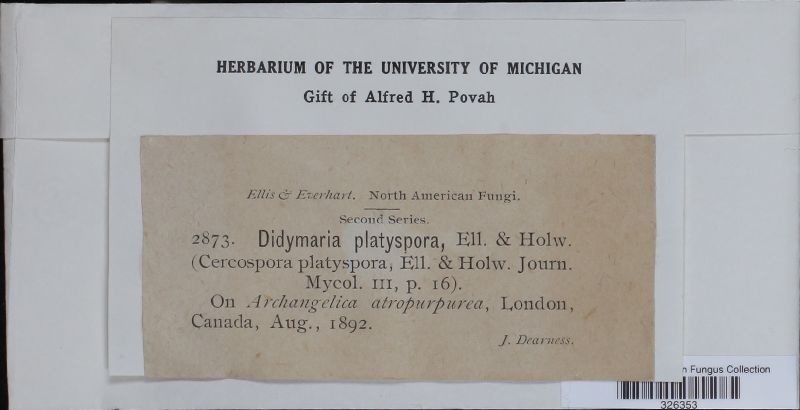 HERBARIUM OF THE UNIVERSITY OF MICHIGAN
Gift of Alfred H. Povah
Ellis & Everhart. North American Fungi.
Second Series.
2873. Didymaria platyspora, Ell. & Holw.
(Cercospora platyspora, Ell. & Holw. Journ.
Mycol. III, p. 16).
On Archangelica atropurpurea, London,
Canada, Aug., 1892.
J. Dearness.
Fungus Collection
326353